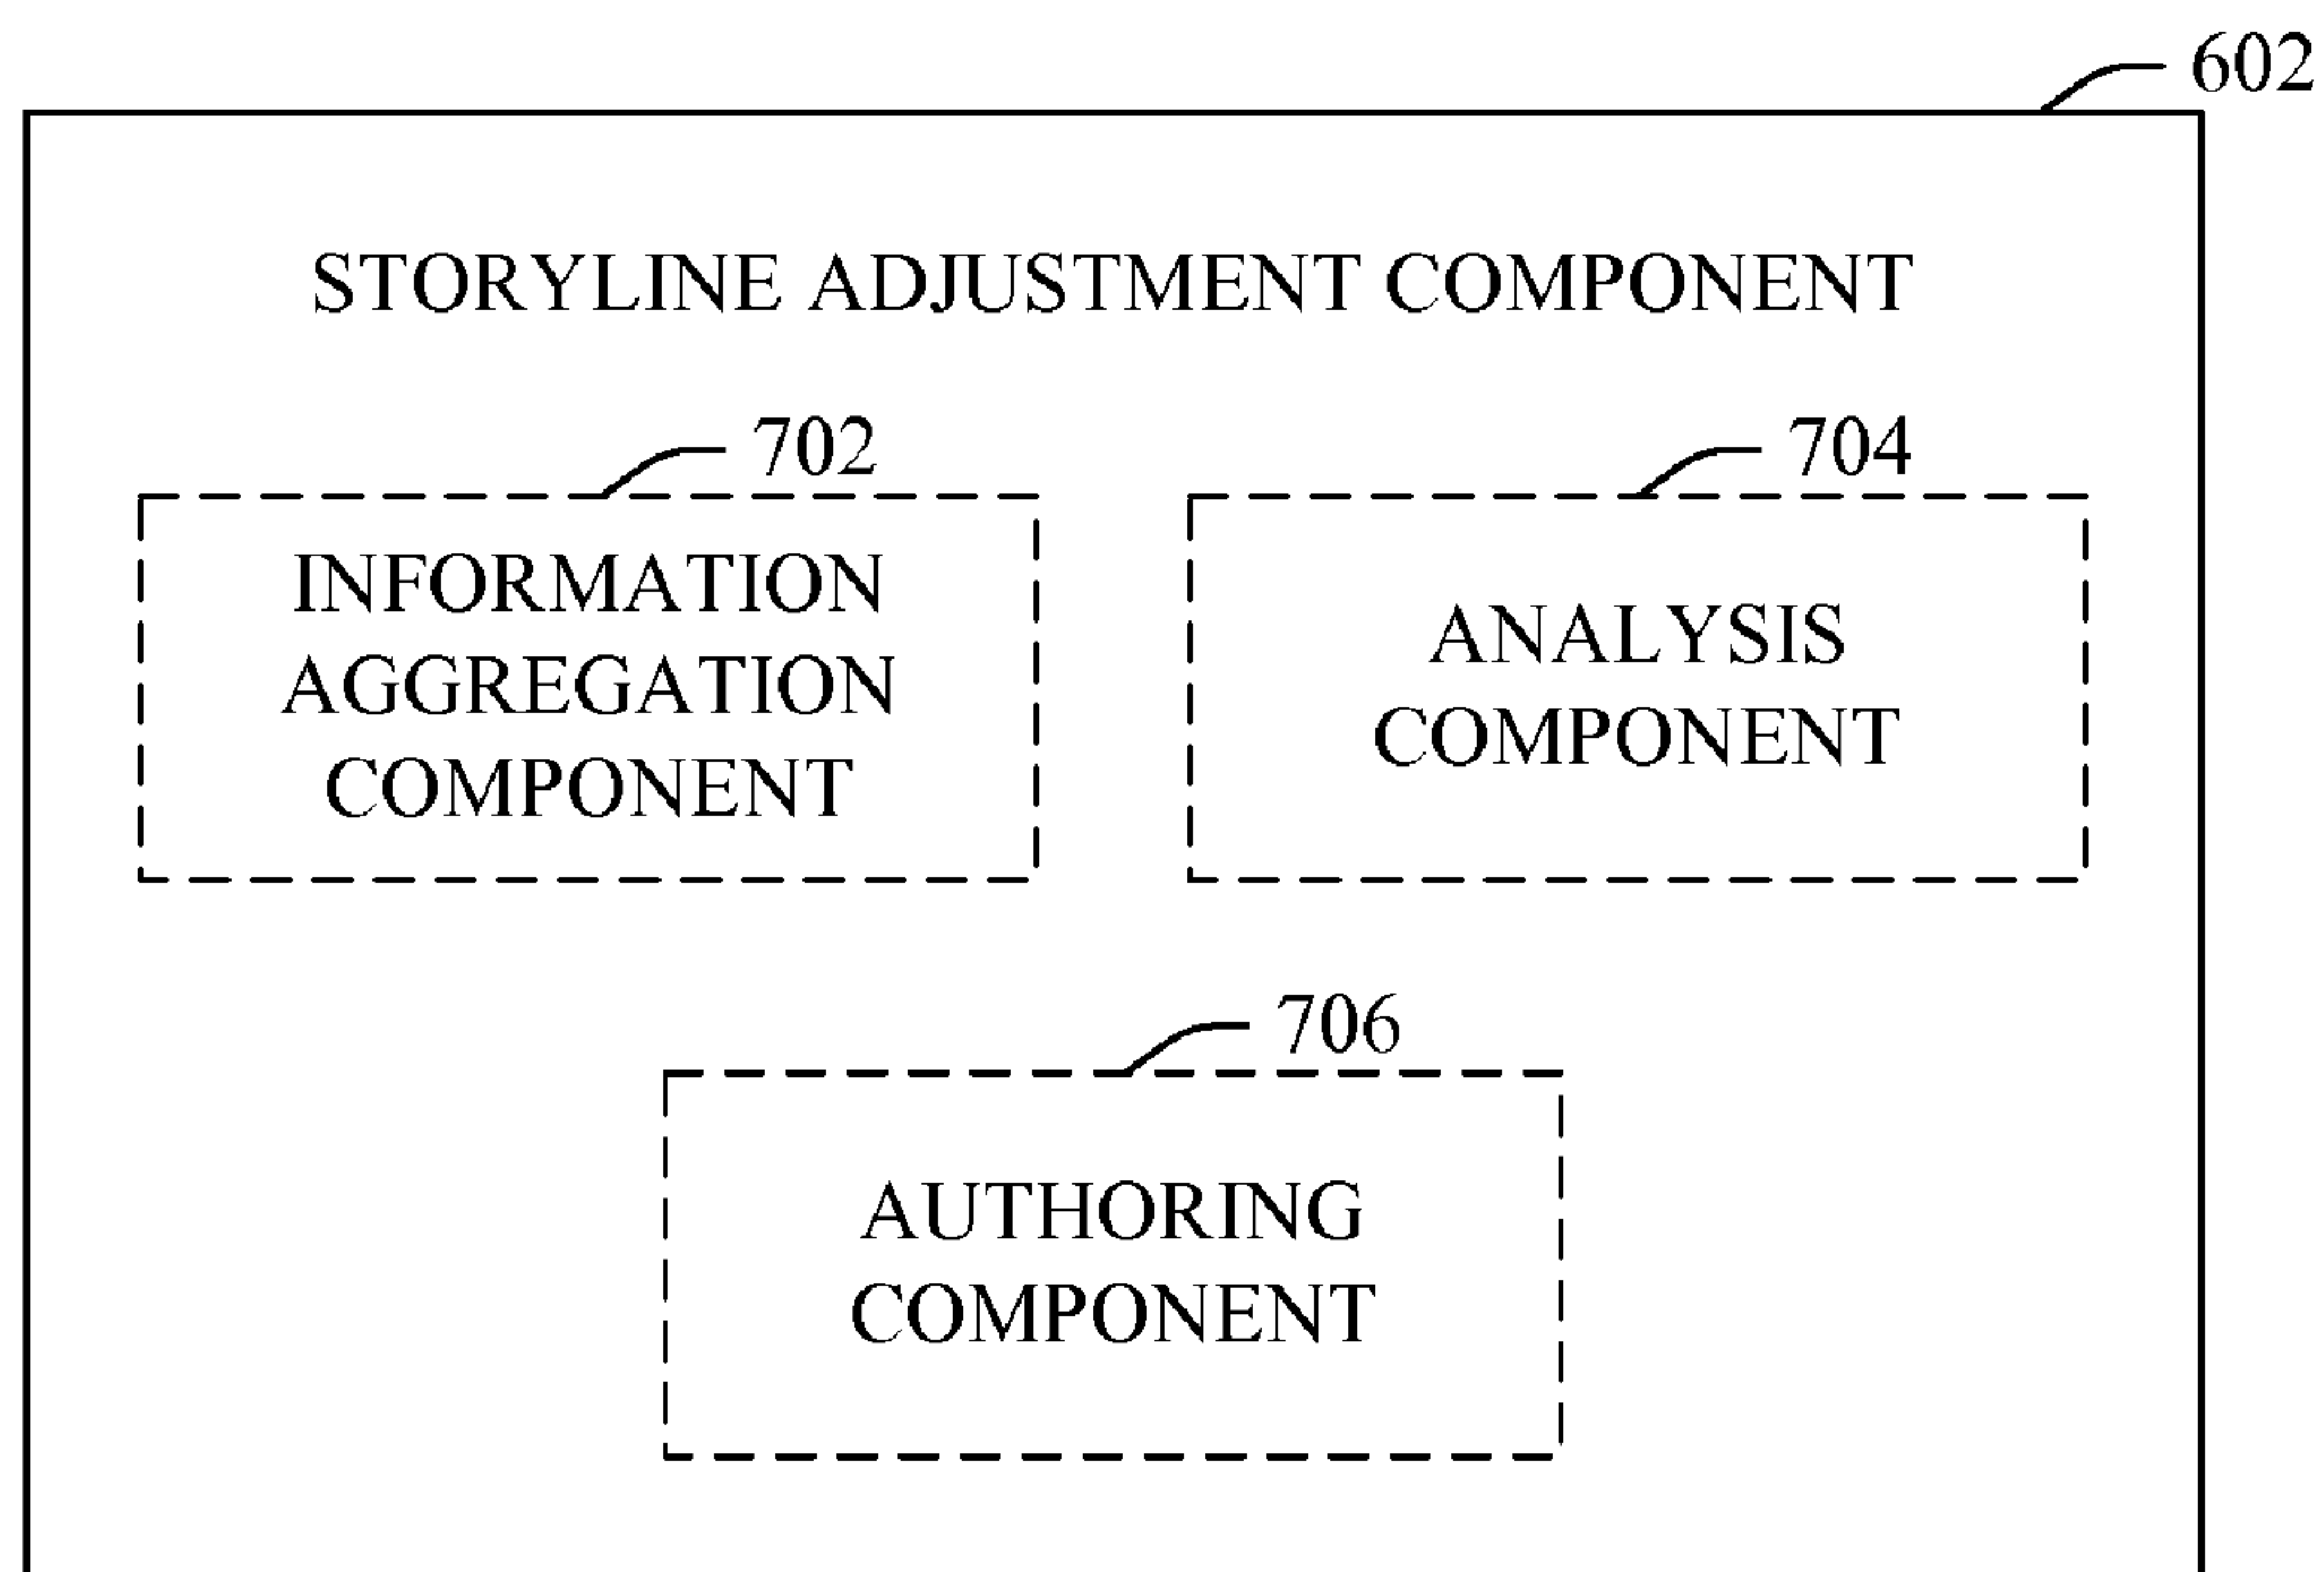 602
STORYLINE ADJUSTMENT COMPONENT
702
INFORMATION
AGGREGATION
COMPONENT
704
ANALYSIS
COMPONENT
706
AUTHORING
COMPONENT